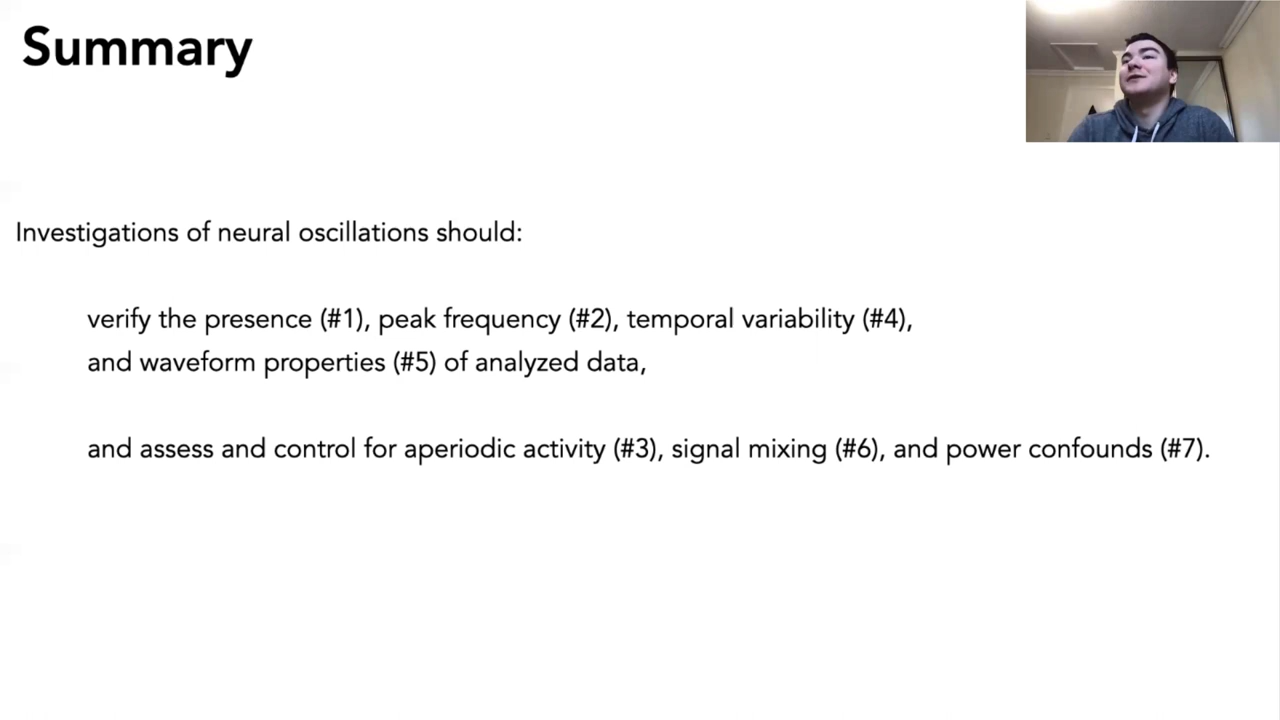 Summary
Investigations of neural oscillations should:
verify the presence (#1), peak frequency (#2), temporal variability (#4),
and waveform properties (#5) of analyzed data,
and assess and control for aperiodic activity (#3), signal mixing (#6), and power confounds (#7).